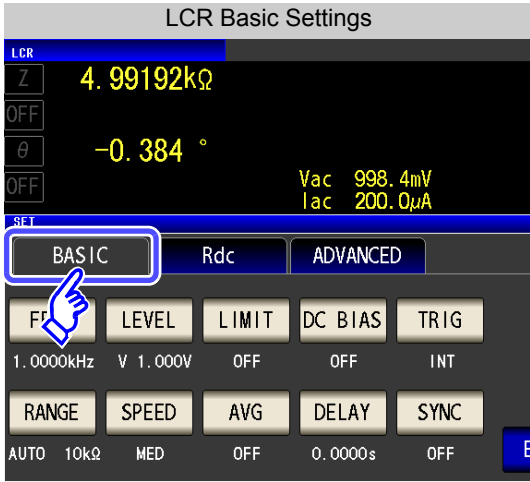 LCR Basic Settings
LCR
Z 4.99192kΩ
OFF
θ -0.384 °
OFF
Vac 998.4mV
Iac 200.0μA
SET
BASIC Rdc ADVANCED
LEVEL LIMIT DC BIAS TRIG
1.0000kHz V 1.000V OFF OFF INT
RANGE SPEED AVG DELAY SYNC
AUTO 10kΩ MED OFF 0.0000s OFF